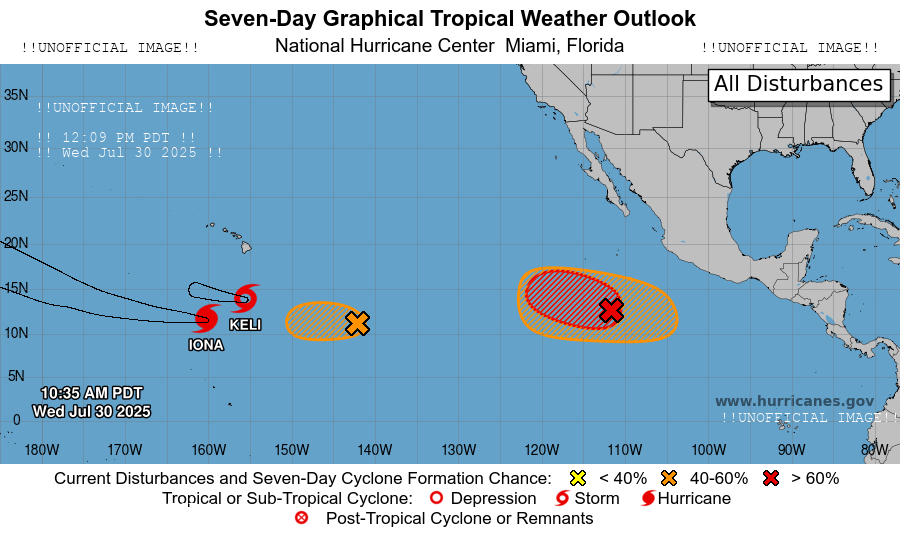 Seven-Day Graphical Tropical Weather Outlook
!!UNOFFICIAL IMAGE!! National Hurricane Center Miami, Florida !!UNOFFICIAL IMAGE!!
All Disturbances
35N
!!UNOFFICIAL IMAGE!!
!! 12:09 PM PDT !!
30N
!! Wed Jul 30 2025 !!
25N
20N
15N
KELI
10N
IONA
5N
10:35 AM PDT
www.hurricanes.gov
Wed Jul 30 2025
0
!!UNOFFICIAL IMAGE!!
180W 170W 160W 150W 140W 130W 120W 110W 100W 90W 80W
Current Disturbances and Seven-Day Cyclone Formation Chance: < 40% 40-60% > 60%
Tropical or Sub-Tropical Cyclone: Depression Storm Hurricane
Post-Tropical Cyclone or Remnants